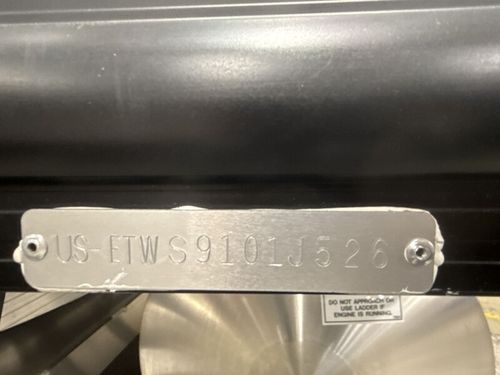 US-ETWS9101J526
DO NOT APPROACH OR
USE LADDER IF
ENGINE IS RUNNING.